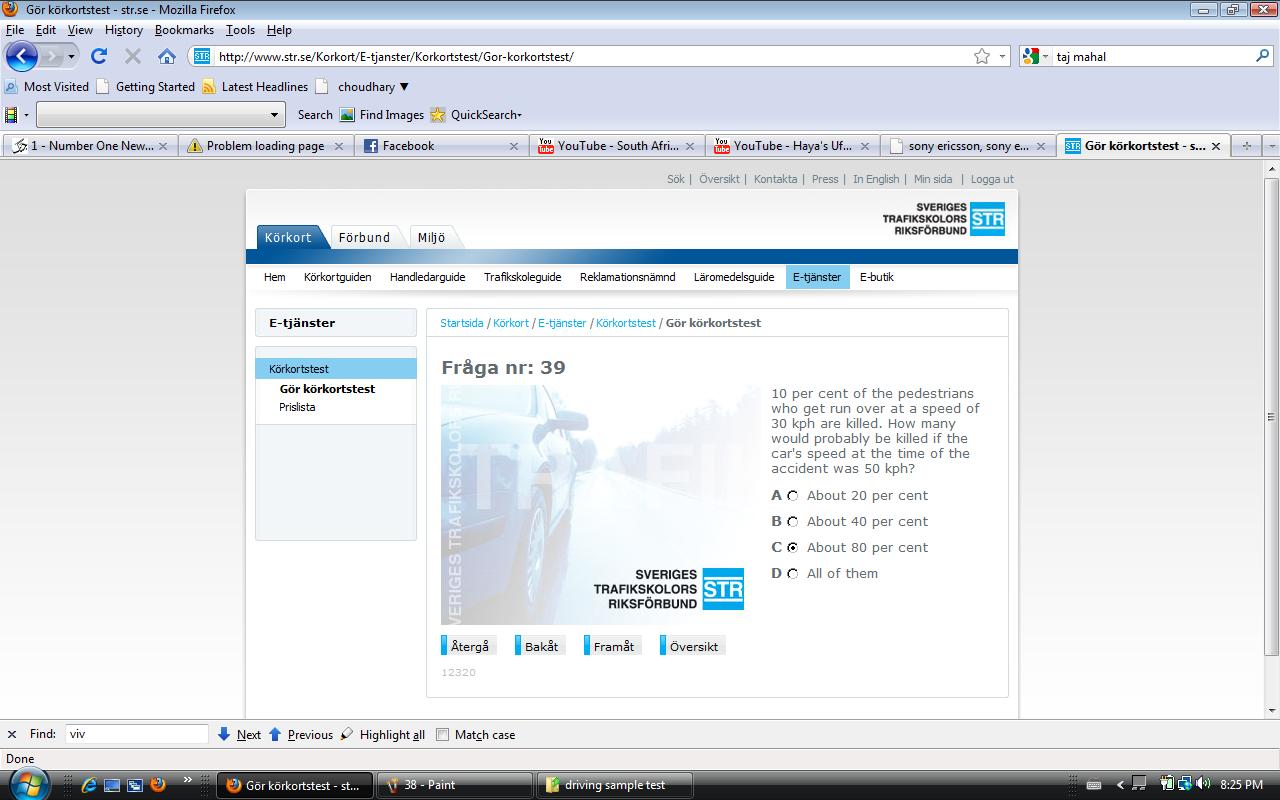 Gör körkortstest - str.se - Mozilla Firefox
File Edit View History Bookmarks Tools Help
STR http://www.str.se/Korkort/E-tjanster/Korkortstest/Gor-korkortstest/ taj mahal
Most Visited Getting Started Latest Headlines choudhary
Search Find Images QuickSearch
1 - Number One New... Problem loading page Facebook YouTube - South Afri... YouTube - Haya's Uf... sony ericsson, sony e... Gör körkortstest - s...
Sök | Översikt | Kontakta | Press | In English | Min sida | Logga ut
SVERIGES
TRAFIKSKOLORS
RIKSFÖRBUND
STR
Körkort Förbund Miljö
Hem Körkortguiden Handledarguide Trafikskoleguide Reklamationsnämnd Läromedelsguide E-tjänster E-butik
E-tjänster
Körkortstest
Gör körkortstest
Prislista
Startsida / Körkort / E-tjänster / Körkortstest / Gör körkortstest
Fråga nr: 39
TRAFIK
SVERIGES
TRAFIKSKOLORS
RIKSFÖRBUND
STR
10 per cent of the pedestrians
who get run over at a speed of
30 kph are killed. How many
would probably be killed if the
car's speed at the time of the
accident was 50 kph?
A About 20 per cent
B About 40 per cent
C About 80 per cent
D All of them
Återgå Bakåt Framåt Översikt
12320
Find: viv Next Previous Highlight all Match case
Done
Gör körkortstest - st... 38 - Paint driving sample test 8:25 PM